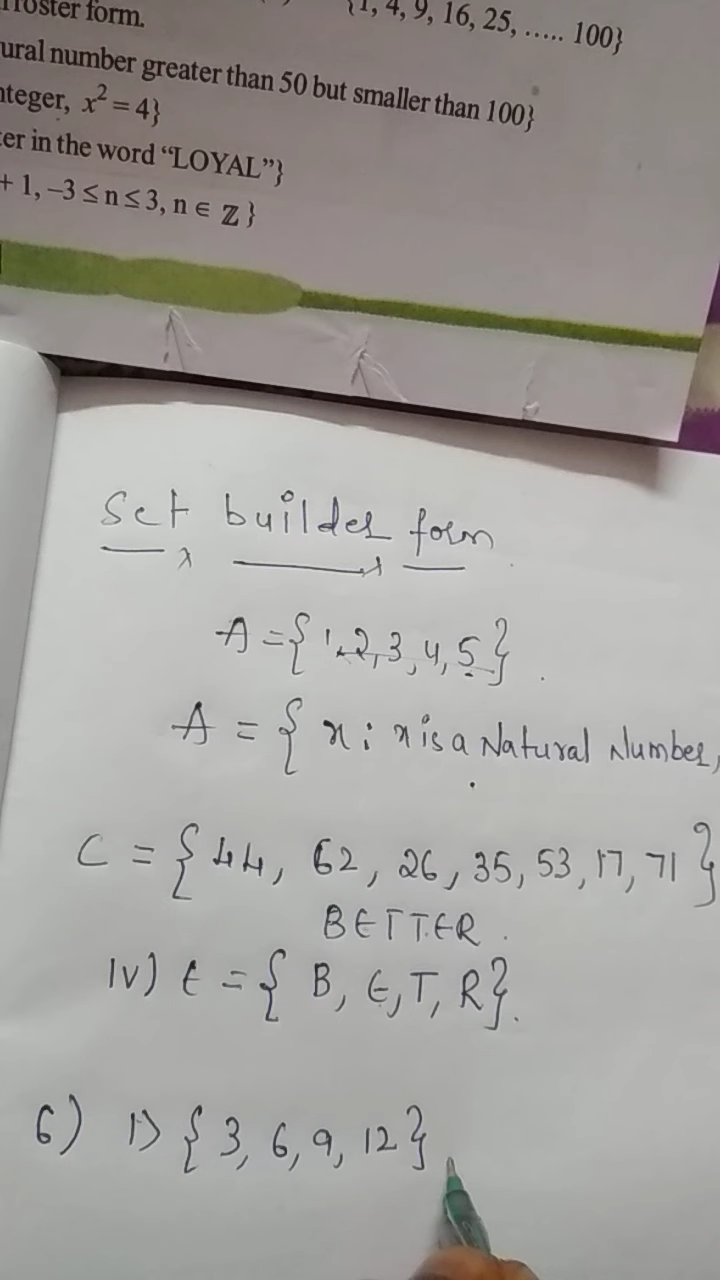 roster form.
{1, 4, 9, 16, 25, ..... 100}
ural number greater than 50 but smaller than 100}
nteger, x² = 4}
er in the word “LOYAL”}
+ 1, –3 ≤ n ≤ 3, n ∈ ℤ }
Set builder form
A = { 1, 2, 3, 4, 5 }.
A = { x : x is a Natural Number,
C = { 44, 62, 26, 35, 53, 17, 71 }
BETTER.
iv) E = { B, E, T, R }.
6) i) { 3, 6, 9, 12 }